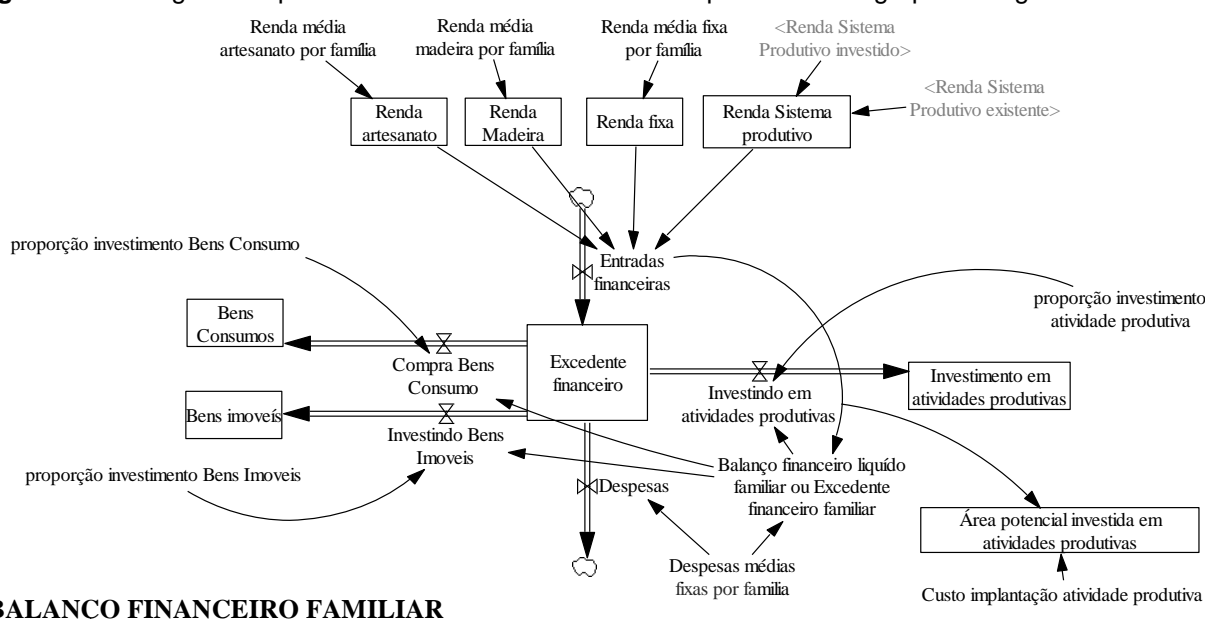 Renda média
artesanato por família
Renda média
madeira por família
Renda média fixa
por família
<Renda Sistema
Produtivo investido>
<Renda Sistema
Produtivo existente>
Renda
artesanato
Renda
Madeira
Renda fixa
Renda Sistema
produtivo
proporção investimento Bens Consumo
Entradas
financeiras
proporção investimento
atividade produtiva
Bens
Consumos
Compra Bens
Consumo
Excedente
financeiro
Investindo em
atividades produtivas
Investimento em
atividades produtivas
Bens imoveís
Investindo Bens
Imoveis
proporção investimento Bens Imoveis
Balanço financeiro liquído
familiar ou Excedente
financeiro familiar
Despesas
Área potencial investida em
atividades produtivas
Despesas médias
fixas por familia
Custo implantação atividade produtiva
BALANCO FINANCEIRO FAMILIAR